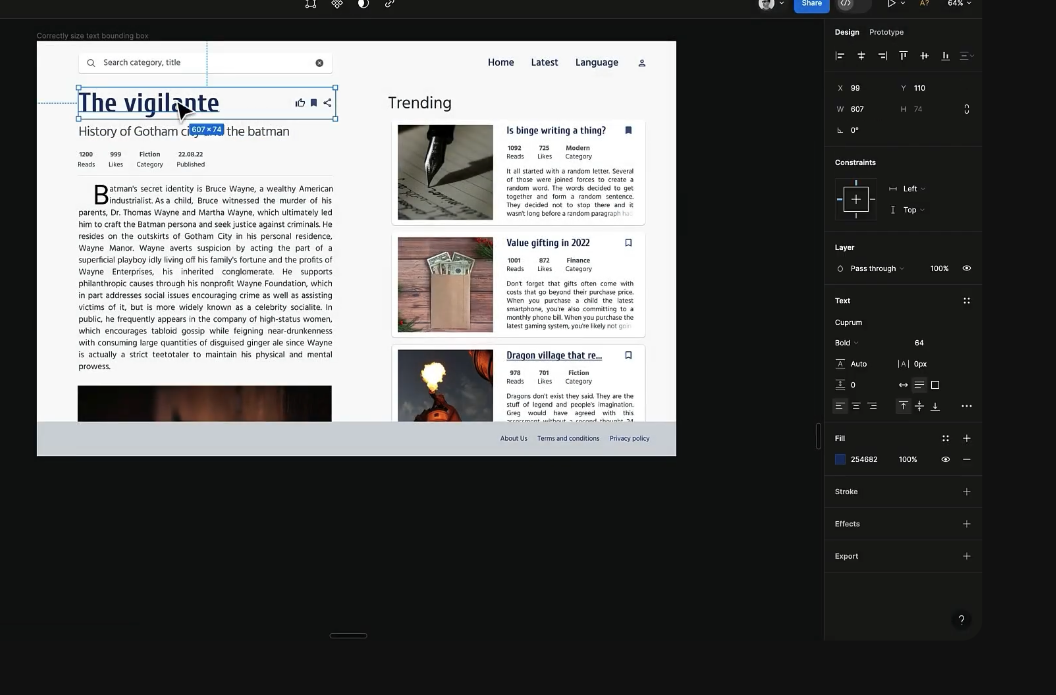 Share
A?
64%
Correctly size text bounding box
Search category, title
Home Latest Language
The vigilante
History of Gotham
the batman
607 × 74
1200 999 Fiction 22.08.22
Reads Likes Category Published
Batman's secret identity is Bruce Wayne, a wealthy American
industrialist. As a child, Bruce witnessed the murder of his
parents, Dr. Thomas Wayne and Martha Wayne, which ultimately led
him to craft the Batman persona and seek justice against criminals. He
resides on the outskirts of Gotham City in his personal residence,
Wayne Manor. Wayne averts suspicion by acting the part of a
superficial playboy idly living off his family's fortune and the profits of
Wayne Enterprises, his inherited conglomerate. He supports
philanthropic causes through his nonprofit Wayne Foundation, which
in part addresses social issues encouraging crime as well as assisting
victims of it, but is more widely known as a celebrity socialite. In
public, he frequently appears in the company of high-status women,
which encourages tabloid gossip while feigning near-drunkenness
with consuming large quantities of disguised ginger ale since Wayne
is actually a strict teetotaler to maintain his physical and mental
prowess.
Trending
Is binge writing a thing?
1092 725 Modern
Reads Likes Category
It all started with a random letter. Several
of those were joined forces to create a
random word. The words decided to get
together and form a random sentence.
They decided not to stop there and it
wasn't long before a random paragraph
Value gifting in 2022
1001 872 Finance
Reads Likes Category
Don't forget that gifts often come with
costs that go beyond their purchase price.
When you purchase a child the latest
smartphone, you're also committing to a
monthly phone bill. When you purchase the
latest gaming system, you're likely not
Dragon village that re...
978 701 Fiction
Reads Likes Category
Dragons don't exist they said. They are the
stuff of legend and people's imagination.
Greg would have agreed with this
About Us Terms and conditions Privacy policy
Design Prototype
X 99 Y 110
W 607 H 74
0°
Constraints
Left
Top
Layer
Pass through 100%
Text
Cuprum
Bold 64
Auto 0px
0
Fill
254682 100%
Stroke
Effects
Export
?